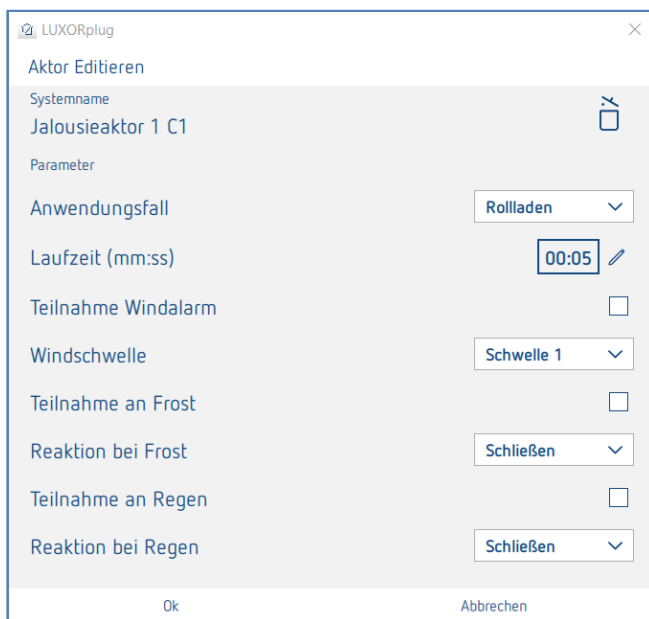 LUXORplug
Aktor Editieren
Systemname
Jalousieaktor 1 C1
Parameter
Anwendungsfall Rollladen
Laufzeit (mm:ss) 00:05
Teilnahme Windalarm
Windschwelle Schwelle 1
Teilnahme an Frost
Reaktion bei Frost Schließen
Teilnahme an Regen
Reaktion bei Regen Schließen
Ok Abbrechen